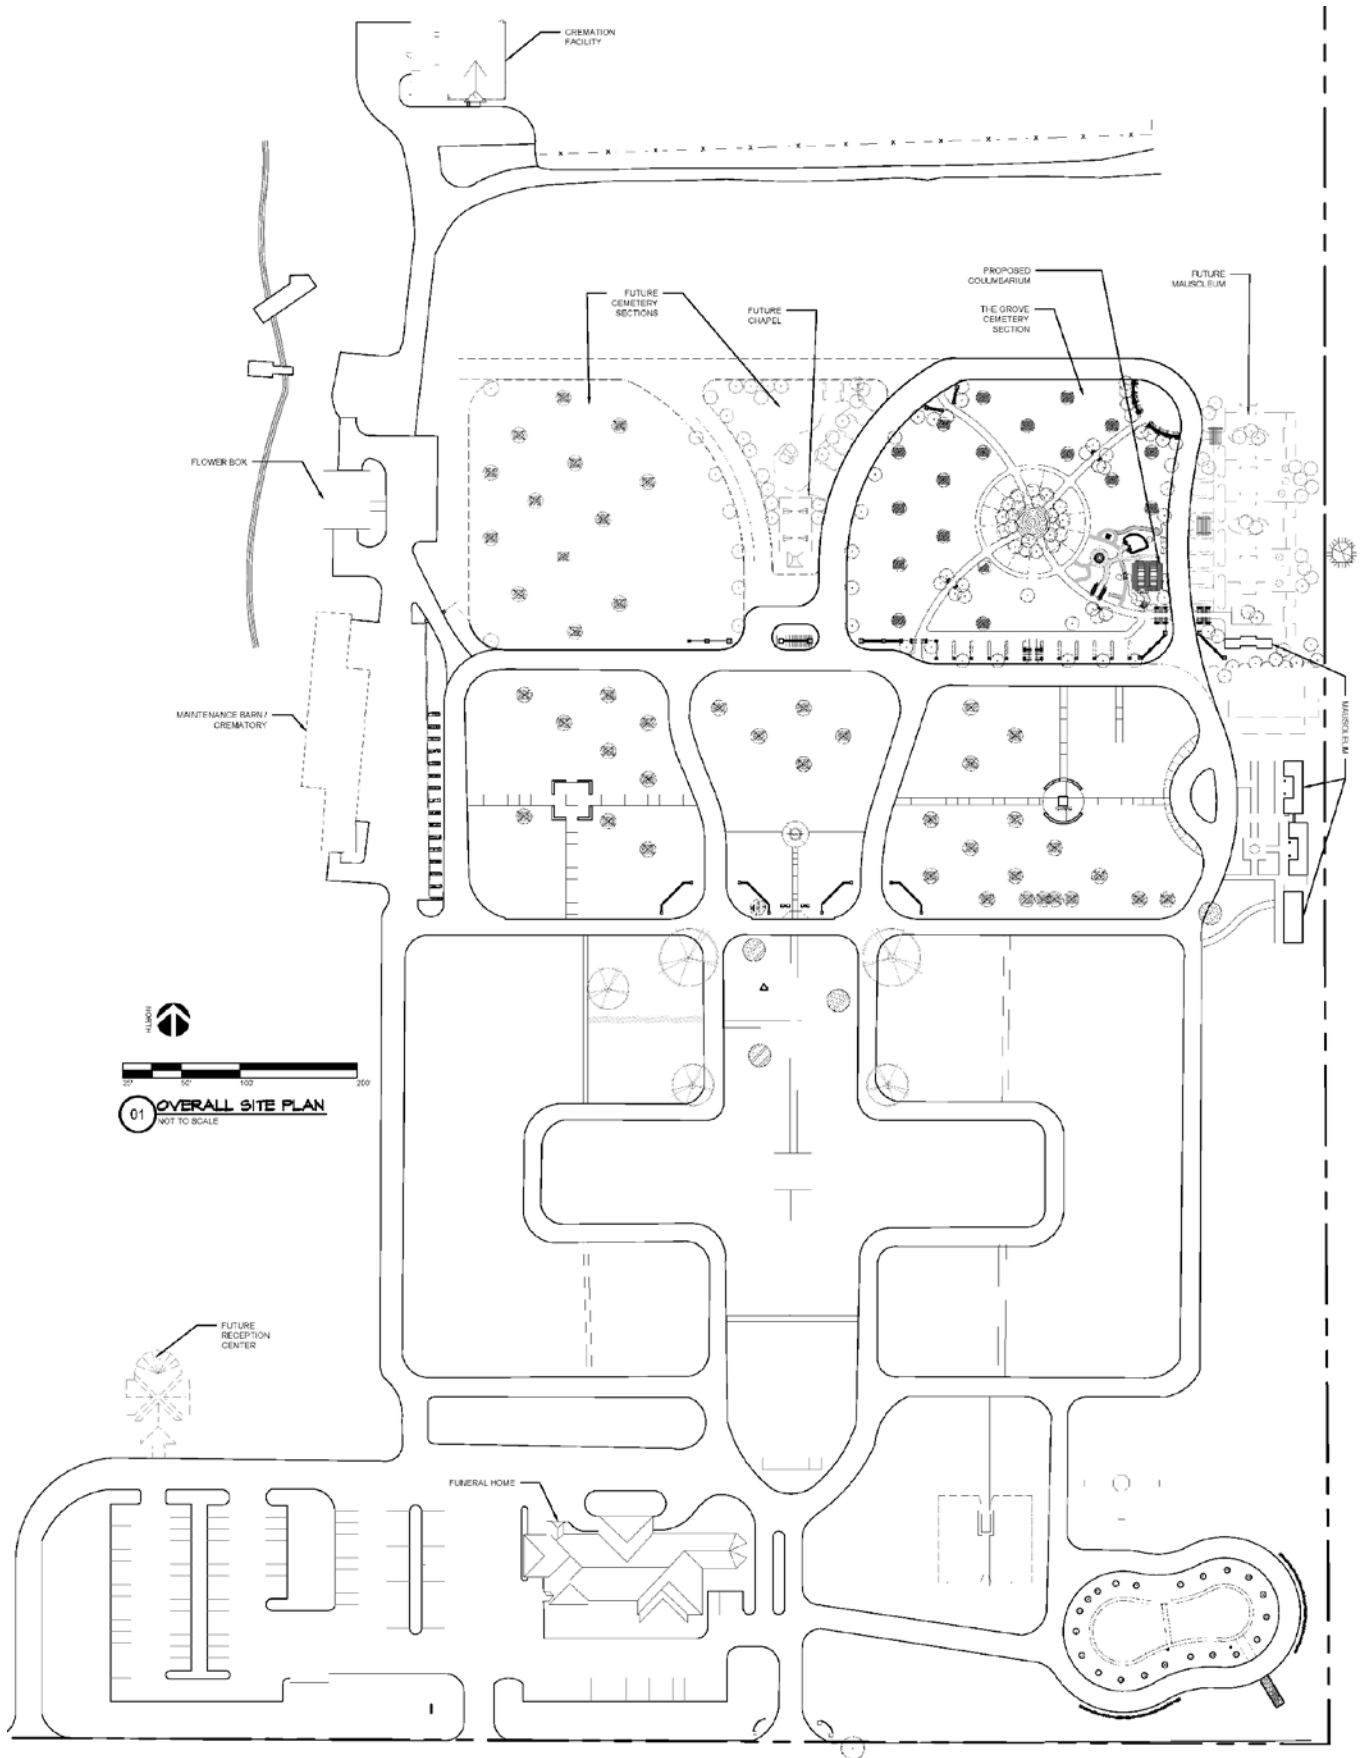 CREMATION
FACILITY
FUTURE
CEMETERY
SECTIONS
FUTURE
CHAPEL
PROPOSED
COLUMBARIUM
THE GROVE
CEMETERY
SECTION
FUTURE
MAUSOLEUM
FLOWER BOX
MAINTENANCE BARN /
CREMATORY
MAUSOLEUM
NORTH
25' 50' 100' 200'
01 OVERALL SITE PLAN
NOT TO SCALE
FUTURE
RECEPTION
CENTER
FUNERAL HOME